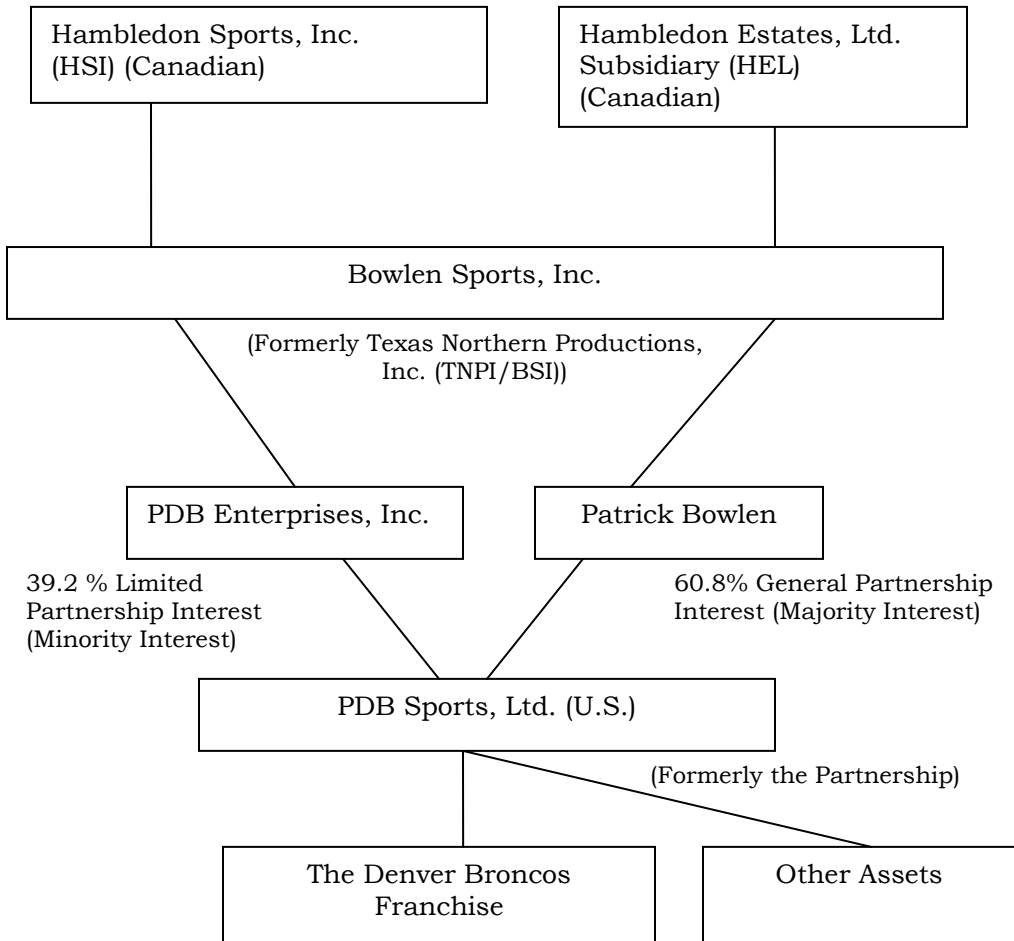 Hambledon Sports, Inc.
(HSI) (Canadian)
Hambledon Estates, Ltd.
Subsidiary (HEL)
(Canadian)
Bowlen Sports, Inc.
(Formerly Texas Northern Productions,
Inc. (TNPI/BSI))
PDB Enterprises, Inc.
Patrick Bowlen
39.2 % Limited
Partnership Interest
(Minority Interest)
60.8% General Partnership
Interest (Majority Interest)
PDB Sports, Ltd. (U.S.)
(Formerly the Partnership)
The Denver Broncos
Franchise
Other Assets